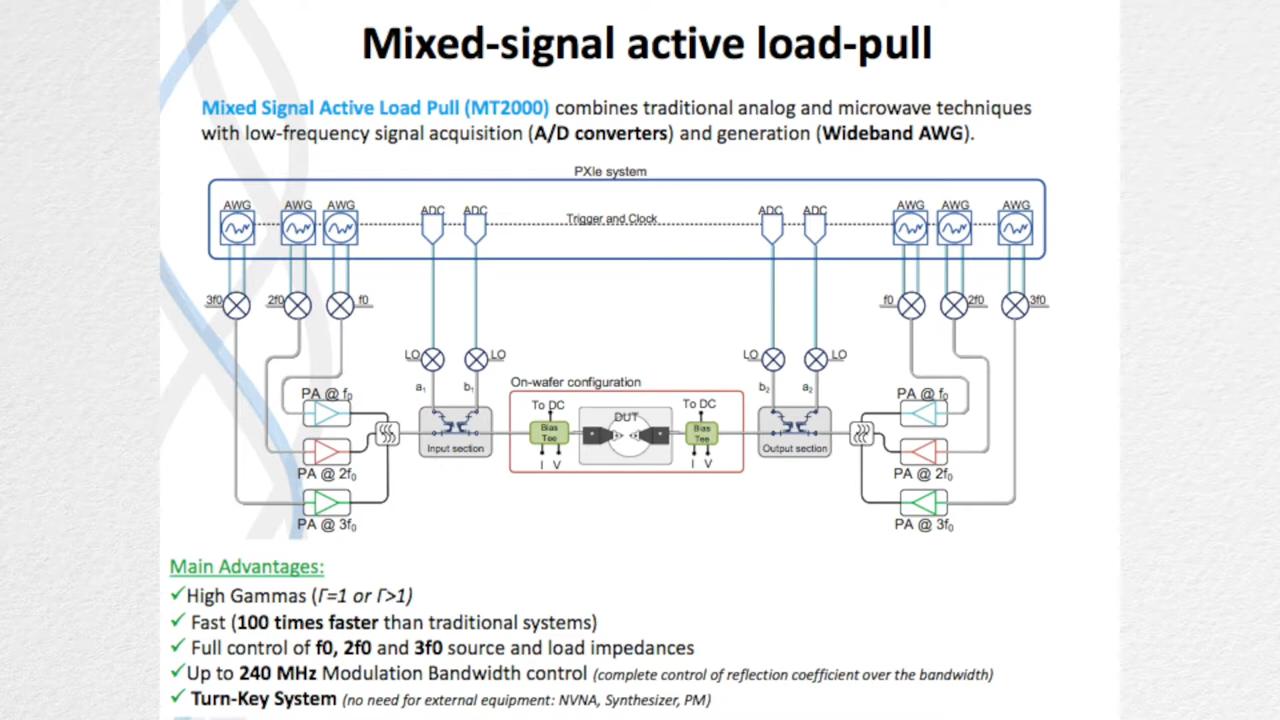 Mixed-signal active load-pull
Mixed Signal Active Load Pull (MT2000) combines traditional analog and microwave techniques
with low-frequency signal acquisition (A/D converters) and generation (Wideband AWG).
PXIe system
AWG AWG AWG ADC ADC Trigger and Clock ADC ADC AWG AWG AWG
3f0 2f0 f0 f0 2f0 3f0
LO LO LO LO
a₁ b₁ b₂ a₂
On-wafer configuration
PA @ f₀ To DC DUT To DC PA @ f₀
Bias Bias
Tee Tee
Input section Output section
I V I V
PA @ 2f₀ PA @ 2f₀
PA @ 3f₀ PA @ 3f₀
Main Advantages:
✓High Gammas (Γ=1 or Γ>1)
✓ Fast (100 times faster than traditional systems)
✓ Full control of f0, 2f0 and 3f0 source and load impedances
✓Up to 240 MHz Modulation Bandwidth control (complete control of reflection coefficient over the bandwidth)
✓ Turn-Key System (no need for external equipment: NVNA, Synthesizer, PM)